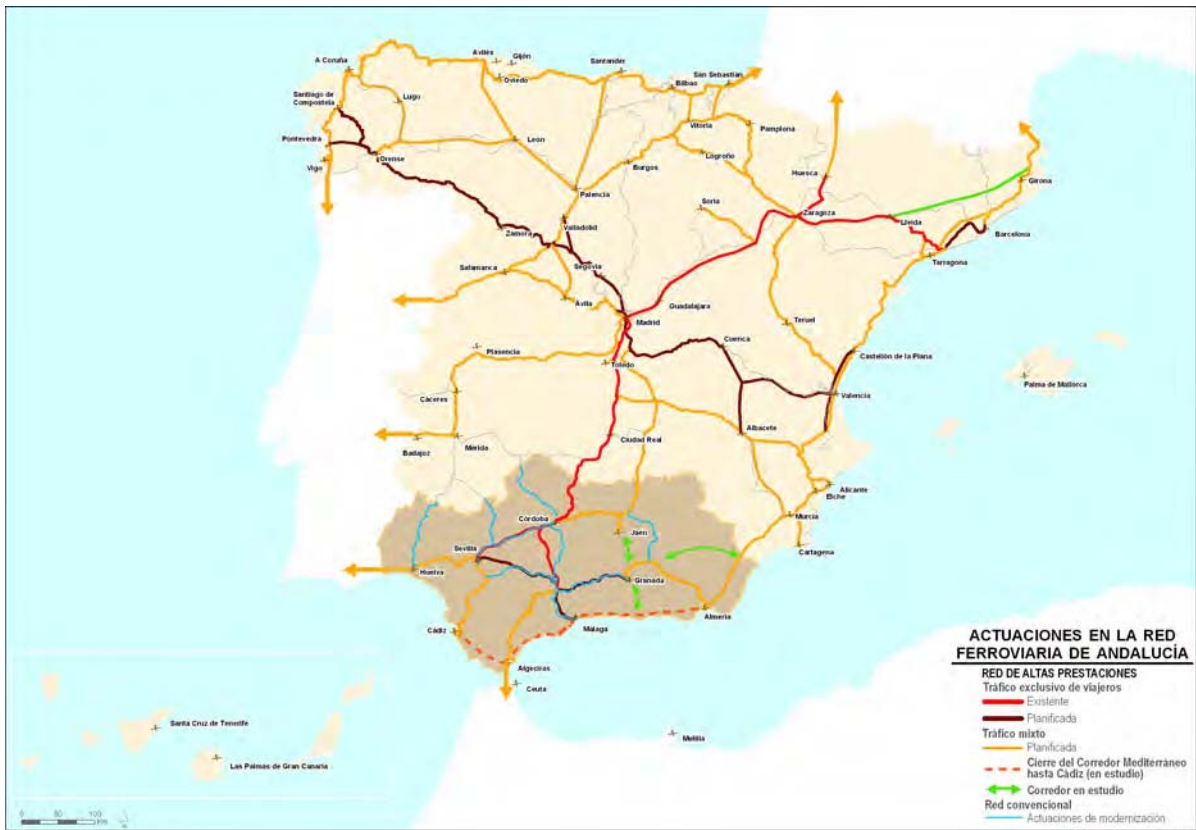 Avilés
Gijón
A Coruña
Oviedo
Santander
Bilbao
San Sebastian
Santiago de
Compostela
Lugo
Vitoria
Pamplona
Pontevedra
León
Orense
Burgos
Logroño
Vigo
Huesca
Girona
Palencia
Soria
Zaragoza
Lleida
Zamora
Valladolid
Barcelona
Tarragona
Salamanca
Segovia
Ávila
Guadalajara
Madrid
Teruel
Cuenca
Plasencia
Castellón de la Plana
Toledo
Palma de Mallorca
Cáceres
Valencia
Albacete
Badajoz
Mérida
Ciudad Real
Alicante
Elche
Córdoba
Jaén
Murcia
Sevilla
Cartagena
Huelva
Granada
Almería
Cádiz
Málaga
Algeciras
Ceuta
Melilla
Santa Cruz de Tenerife
Las Palmas de Gran Canaria
ACTUACIONES EN LA RED
FERROVIARIA DE ANDALUCÍA
RED DE ALTAS PRESTACIONES
Tráfico exclusivo de viajeros
Existente
Planificada
Tráfico mixto
Planificada
Cierre del Corredor Mediterráneo
hasta Càdiz (en estudio)
Corredor en estudio
Red convencional
Actuaciones de modernización
0 50 100